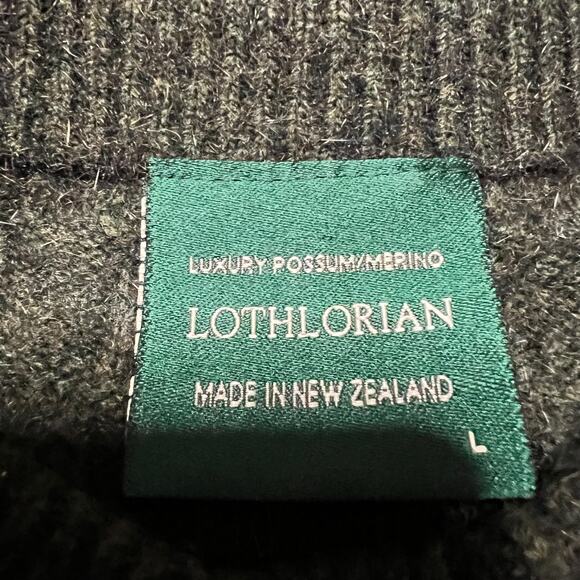 LUXURY POSSUM/MERINO
LOTHLORIAN
MADE IN NEW ZEALAND
L